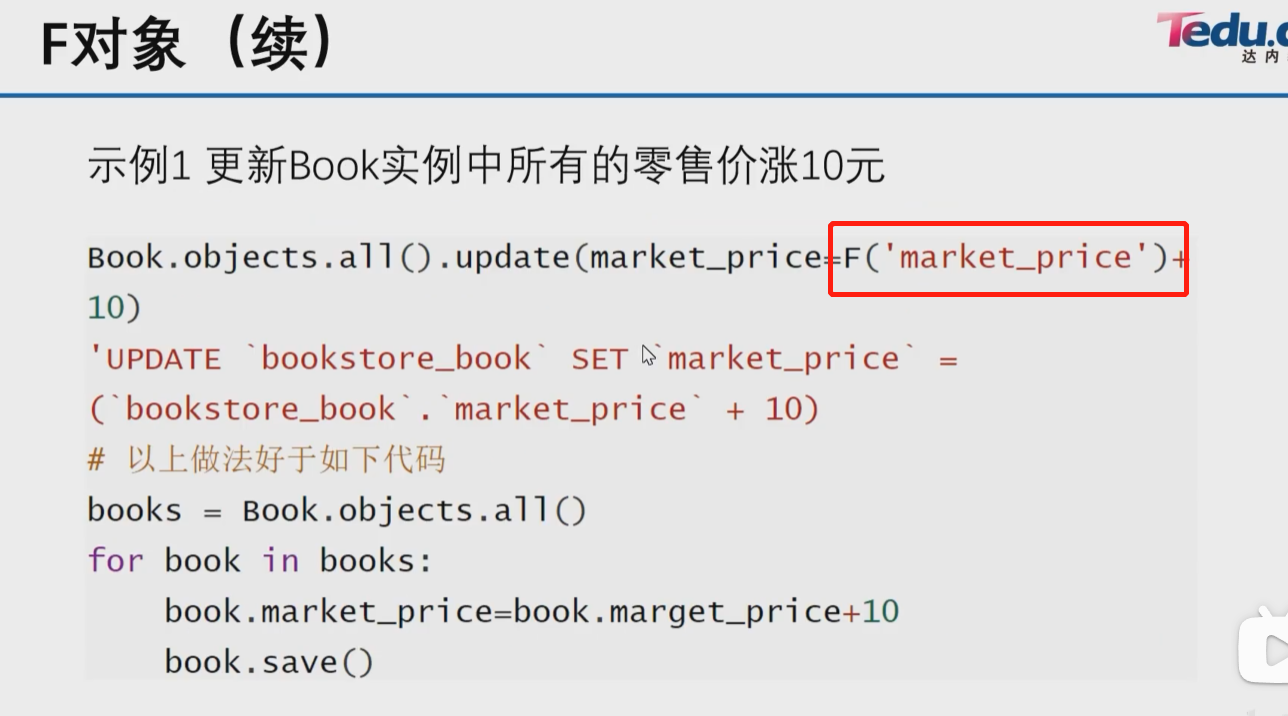 F对象（续）
Tedu.c
达内
示例1 更新Book实例中所有的零售价涨10元
Book.objects.all().update(market_price=F('market_price')+
10)
'UPDATE `bookstore_book` SET `market_price` =
(`bookstore_book`.`market_price` + 10)
# 以上做法好于如下代码
books = Book.objects.all()
for book in books:
    book.market_price=book.marget_price+10
    book.save()